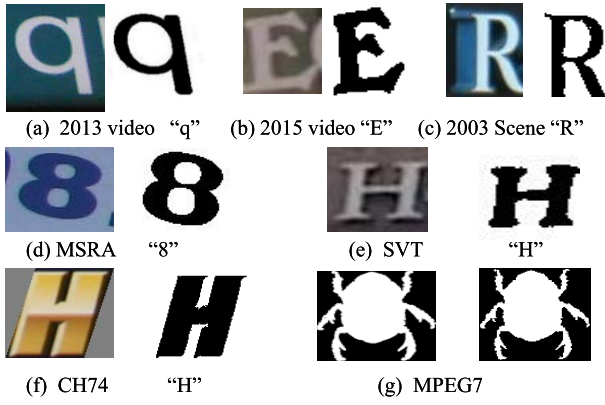 q q E E R R
(a) 2013 video “q” (b) 2015 video “E” (c) 2003 Scene “R”
8 8 H H
(d) MSRA “8” (e) SVT “H”
H H
(f) CH74 “H” (g) MPEG7